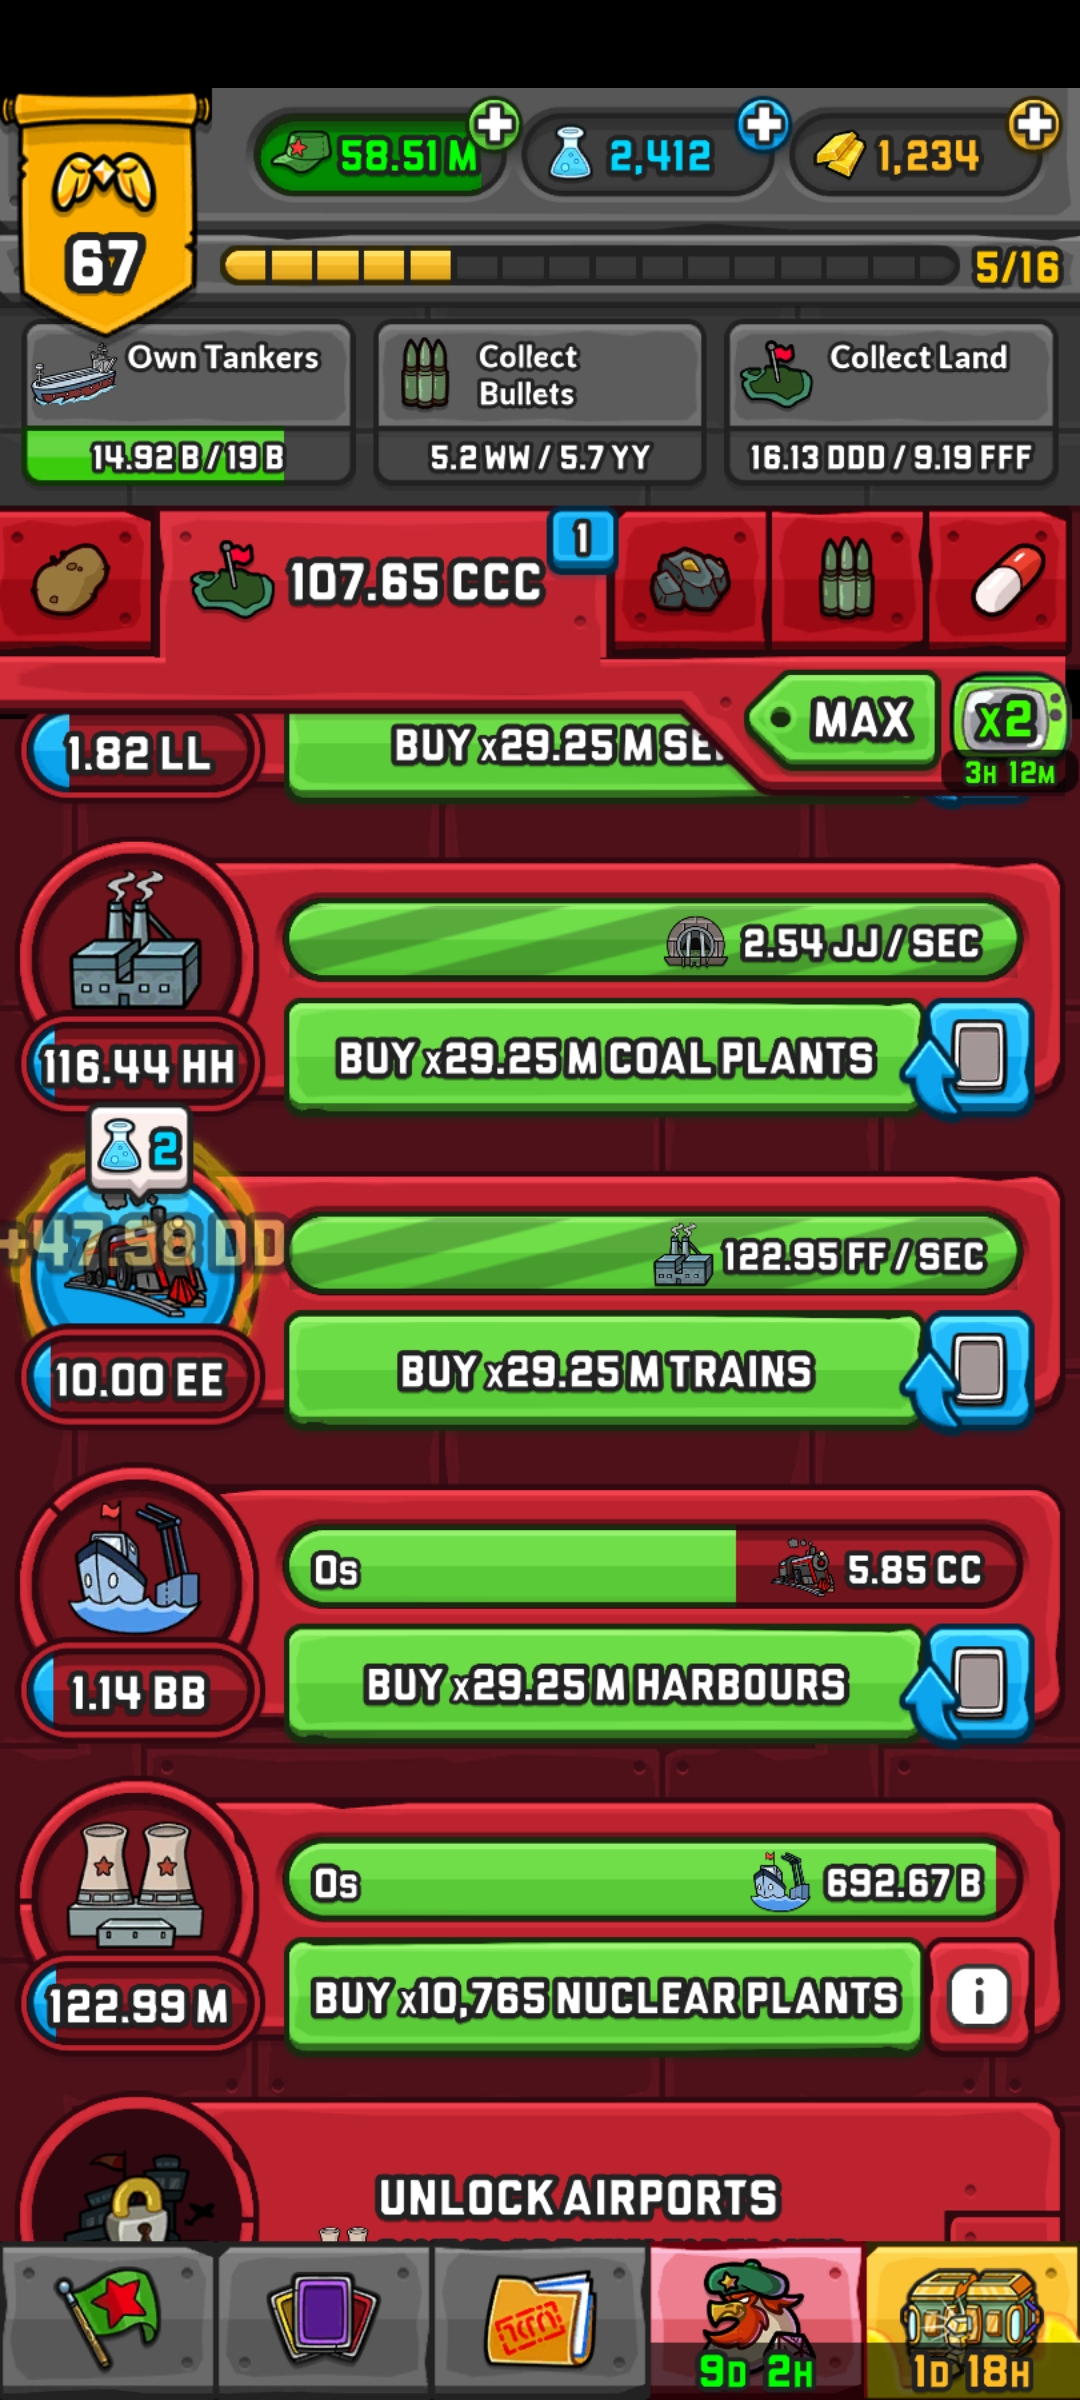 58.51 M
2,412
1,234
67
5/16
Own Tankers
14.92 B / 19 B
Collect
Bullets
5.2 WW / 5.7 YY
Collect Land
16.13 DDD / 9.19 FFF
107.65 CCC
1
MAX
x2
3H 12M
1.82 LL
BUY x29.25 M
2.54 JJ / SEC
116.44 HH
BUY x29.25 M COAL PLANTS
2
+47.98 DD
122.95 FF / SEC
10.00 EE
BUY x29.25 M TRAINS
0s
5.85 CC
1.14 BB
BUY x29.25 M HARBOURS
0s
692.67 B
122.99 M
BUY x10,765 NUCLEAR PLANTS
i
UNLOCK AIRPORTS
9D 2H
1D 18H